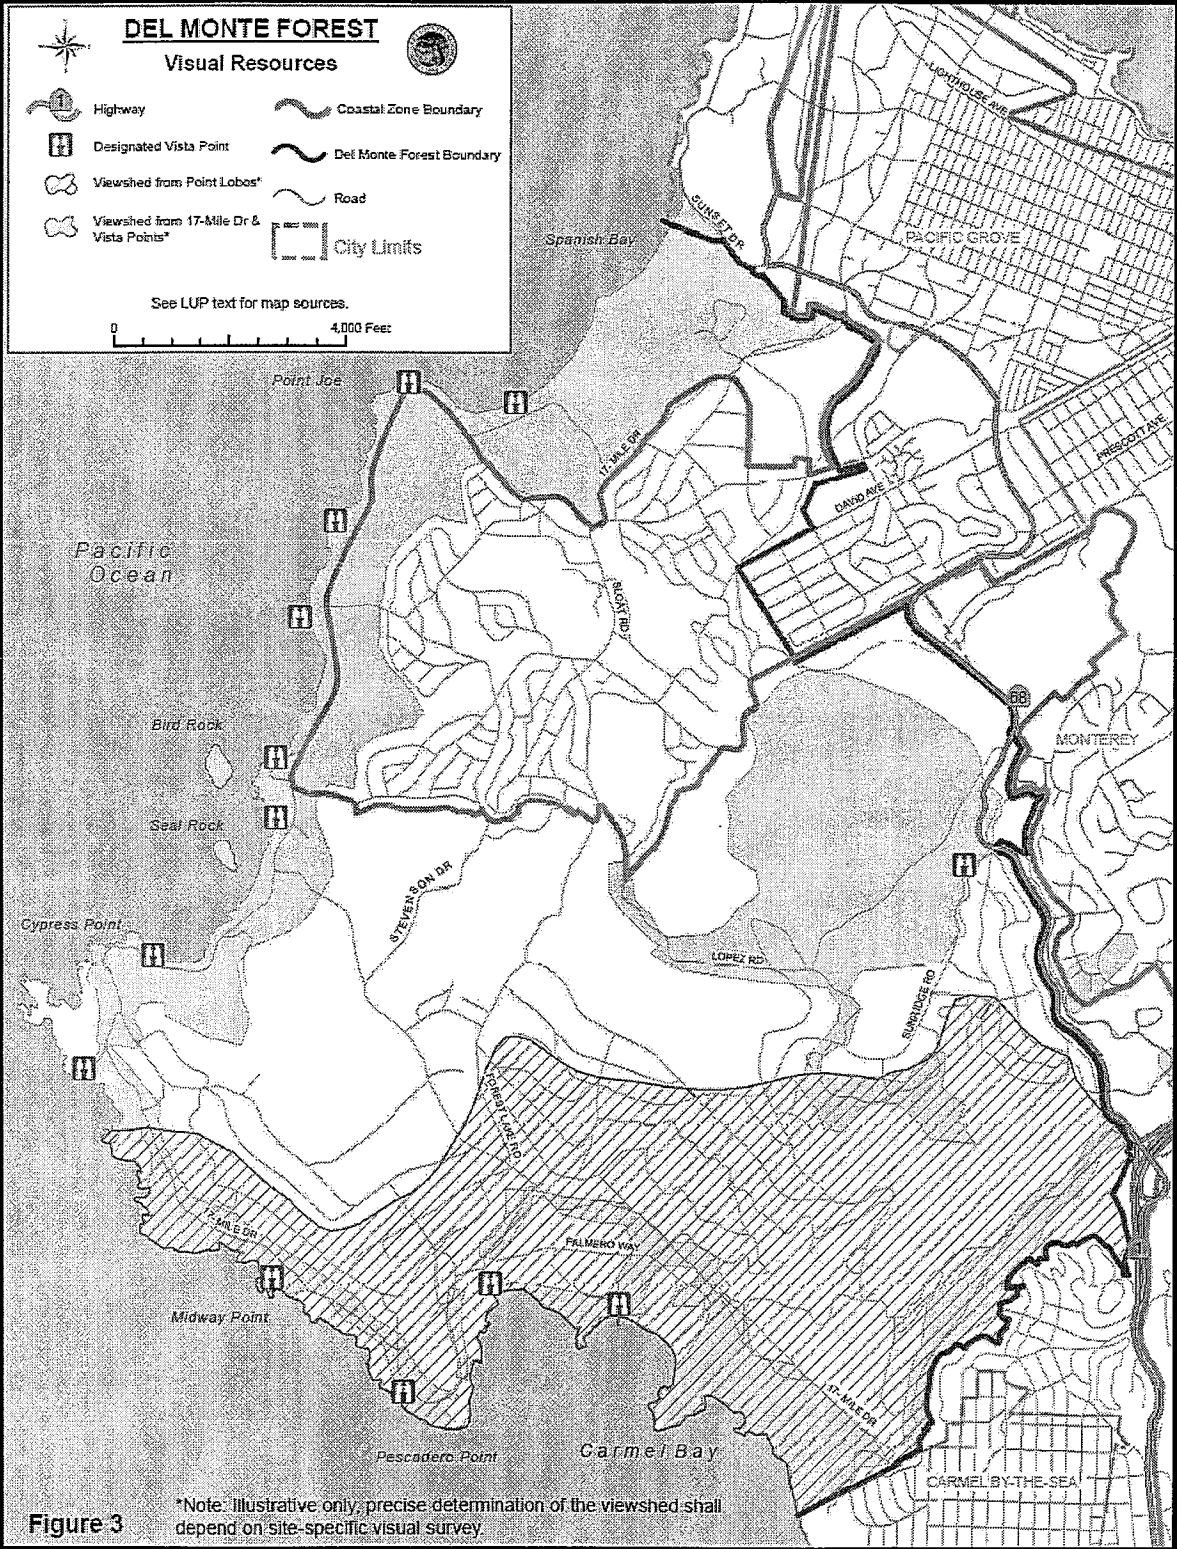 DEL MONTE FOREST
Visual Resources
1
Highway
Coastal Zone Boundary
Designated Vista Point
Del Monte Forest Boundary
Viewshed from Point Lobos*
Road
Viewshed from 17-Mile Dr &
Vista Points*
City Limits
See LUP text for map sources.
0
4,000 Feet
LIGHTHOUSE AVE
SUNSET DR
PACIFIC GROVE
Spanish Bay
Point Joe
17-MILE DR
PRESCOTT AVE
DAVID AVE
Pacific
Ocean
SLOAT RD
68
MONTEREY
Bird Rock
Seal Rock
STEVENSON DR
Cypress Point
LOPEZ RD
SUNRIDGE RD
FOREST LAKE RD
17-MILE DR
PALMERO WAY
Midway Point
17-MILE DR
Pescadero Point
Carmel Bay
CARMEL BY-THE-SEA
*Note: Illustrative only, precise determination of the viewshed shall
depend on site-specific visual survey.
Figure 3